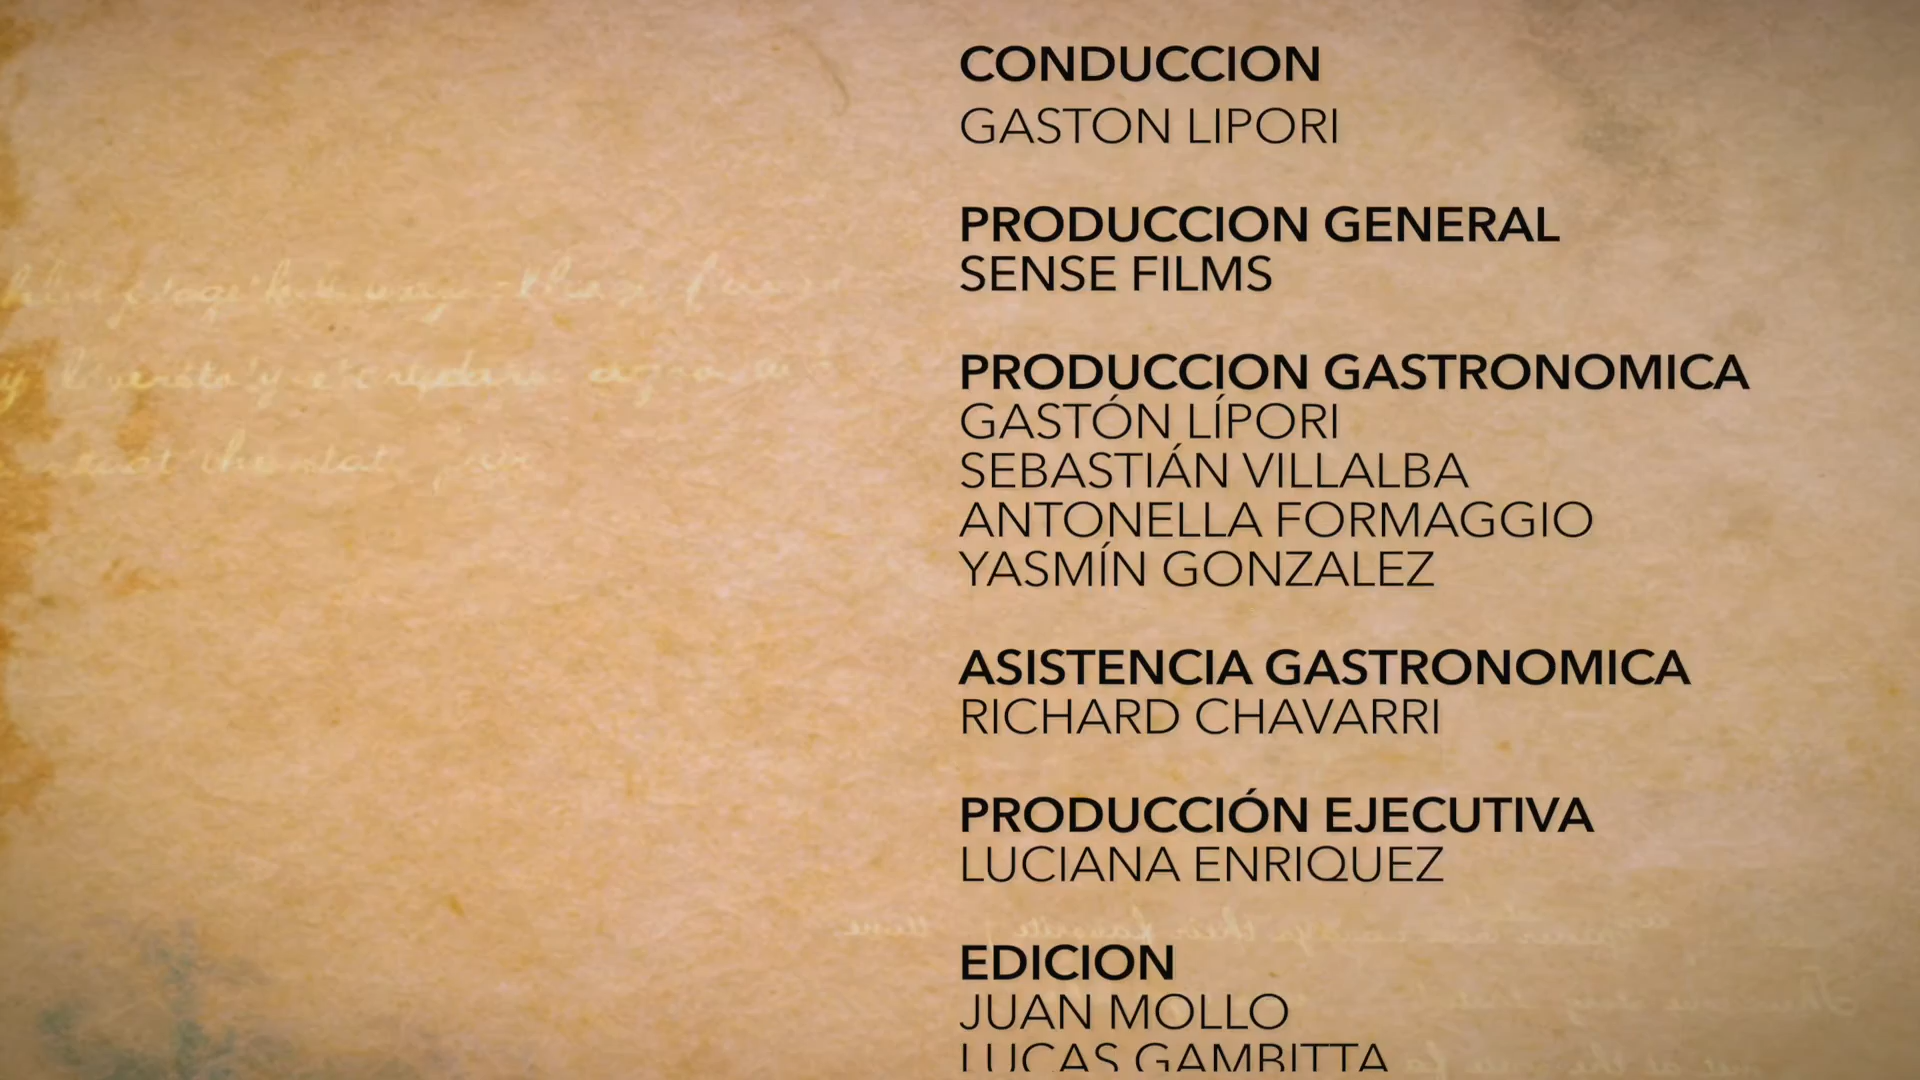 CONDUCCION
GASTON LIPORI
PRODUCCION GENERAL
SENSE FILMS
PRODUCCION GASTRONOMICA
GASTÓN LÍPORI
SEBASTIÁN VILLALBA
ANTONELLA FORMAGGIO
YASMÍN GONZALEZ
ASISTENCIA GASTRONOMICA
RICHARD CHAVARRI
PRODUCCIÓN EJECUTIVA
LUCIANA ENRIQUEZ
EDICION
JUAN MOLLO
LUCAS GAMBITTA